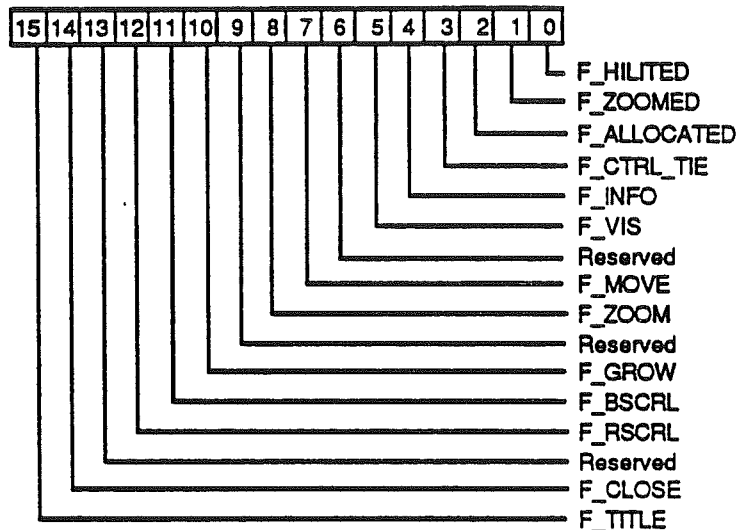 15 14 13 12 11 10 9 8 7 6 5 4 3 2 1 0
F_HILITED
F_ZOOMED
F_ALLOCATED
F_CTRL_TIE
F_INFO
F_VIS
Reserved
F_MOVE
F_ZOOM
Reserved
F_GROW
F_BSCRL
F_RSCRL
Reserved
F_CLOSE
F_TITLE